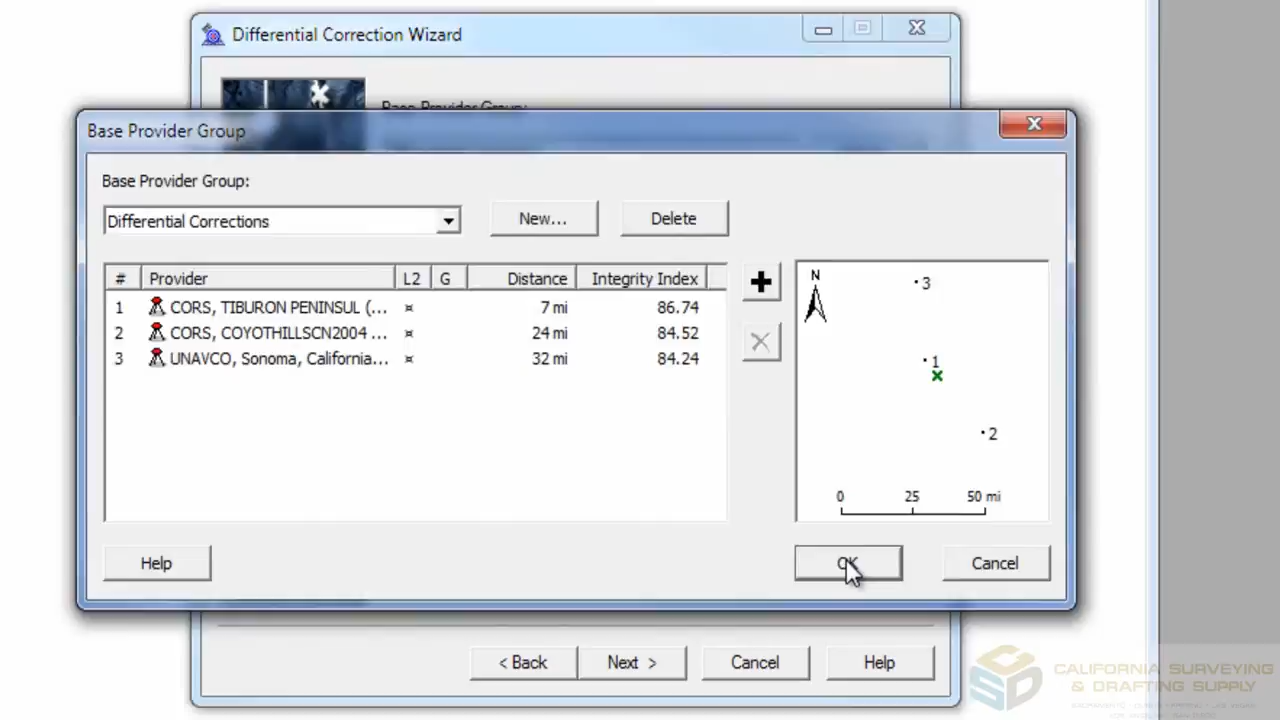 Differential Correction Wizard
Base Provider Group:
Base Provider Group
Base Provider Group:
Differential Corrections
New...
Delete
# Provider L2 G Distance Integrity Index
1 CORS, TIBURON PENINSUL (... ¤ 7 mi 86.74
2 CORS, COYOTHILLSCN2004 ... ¤ 24 mi 84.52
3 UNAVCO, Sonoma, California... ¤ 32 mi 84.24
N
3
1
2
0 25 50 mi
Help
OK
Cancel
< Back
Next >
Cancel
Help
CALIFORNIA SURVEYING
& DRAFTING SUPPLY